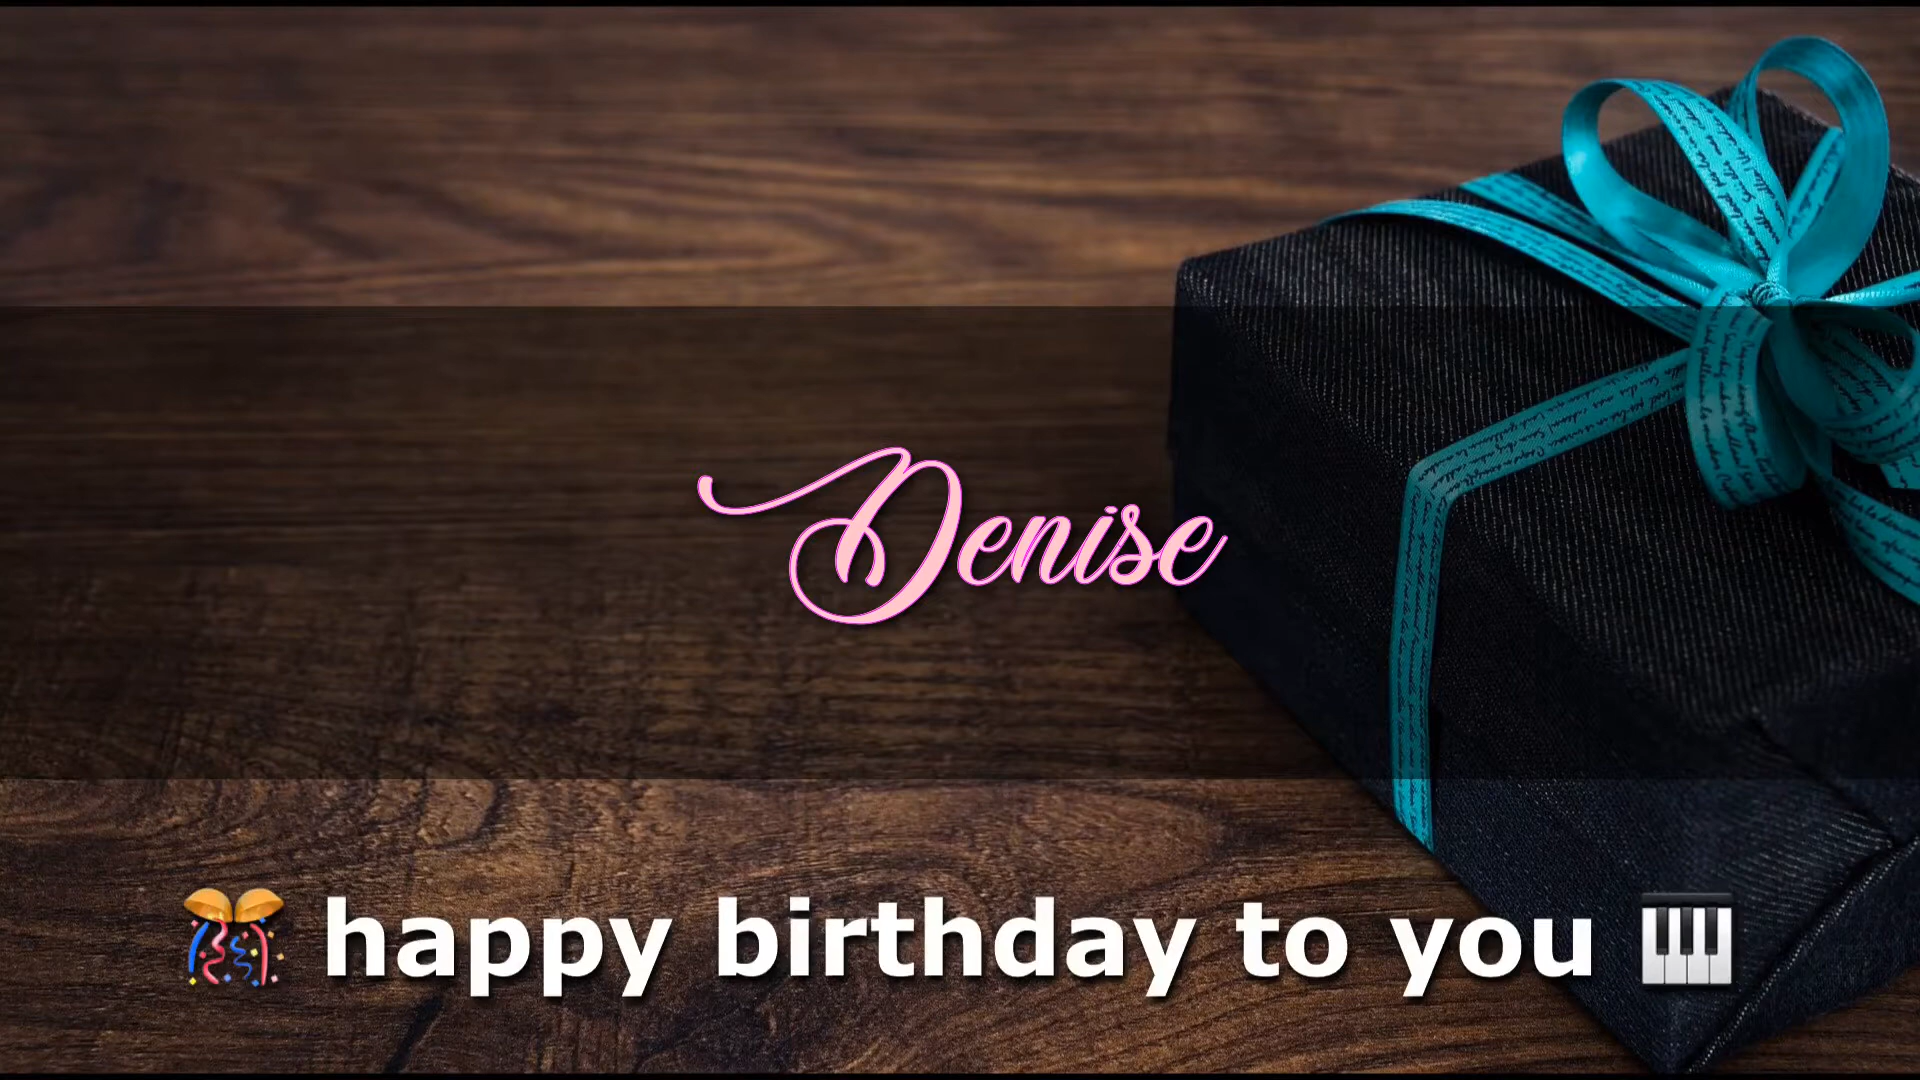 Denise
🎊 happy birthday to you 🎹